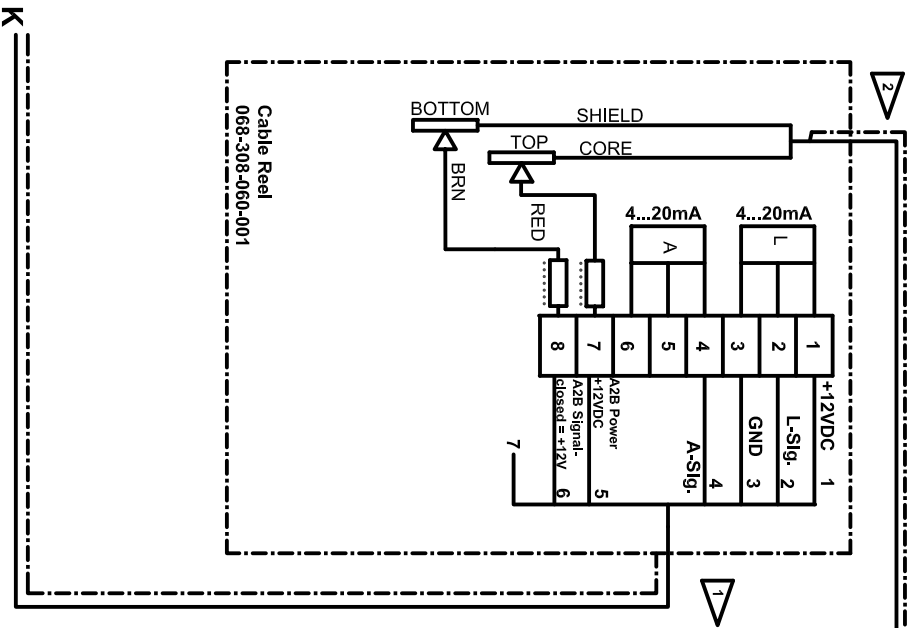 K
2
Cable Reel
068-308-060-001
BOTTOM
SHIELD
TOP
CORE
BRN
RED
4...20mA
4...20mA
A
L
8
7
6
5
4
3
2
1
+12VDC
1
L-Sig.
2
GND
3
A-Sig.
4
A2B Power
+12VDC
5
A2B Signal-
closed = +12V
6
7
1